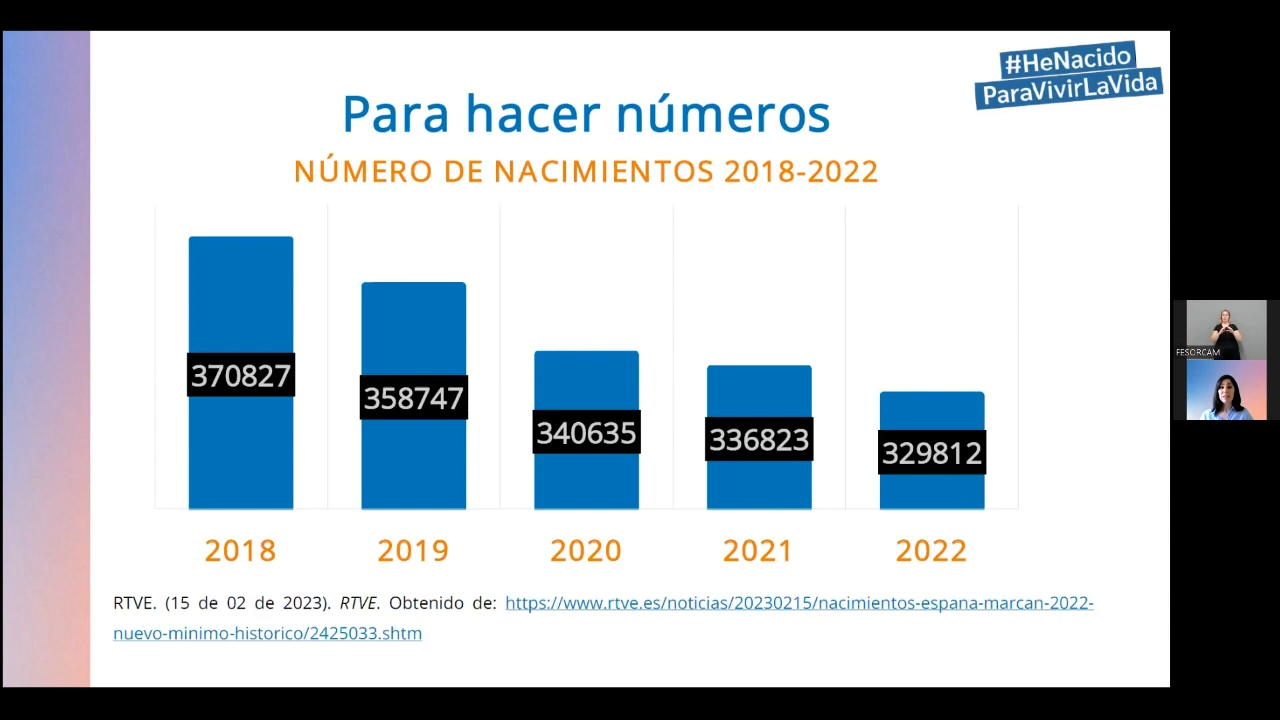 #HeNacido
ParaVivirLaVida
Para hacer números
NÚMERO DE NACIMIENTOS 2018-2022
370827
358747
340635
336823
329812
2018
2019
2020
2021
2022
RTVE. (15 de 02 de 2023). RTVE. Obtenido de: https://www.rtve.es/noticias/20230215/nacimientos-espana-marcan-2022-
nuevo-minimo-historico/2425033.shtm
FESORCAM